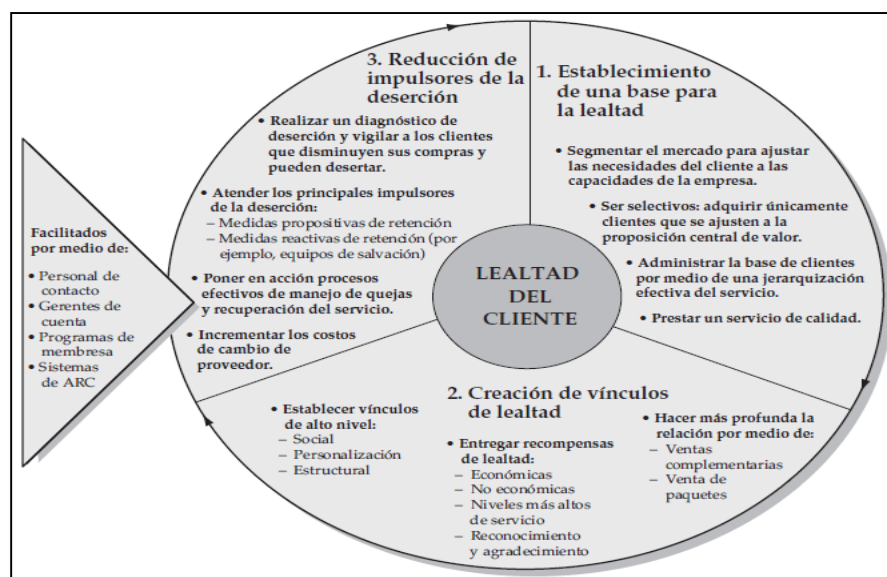 3. Reducción de
impulsores de la
deserción
• Realizar un diagnóstico de
deserción y vigilar a los clientes
que disminuyen sus compras y
pueden desertar.
• Atender los principales impulsores
de la deserción:
– Medidas propositivas de retención
– Medidas reactivas de retención (por
ejemplo, equipos de salvación)
• Poner en acción procesos
efectivos de manejo de quejas
y recuperación del servicio.
• Incrementar los costos
de cambio de
proveedor.
1. Establecimiento
de una base para
la lealtad
• Segmentar el mercado para ajustar
las necesidades del cliente a las
capacidades de la empresa.
• Ser selectivos: adquirir únicamente
clientes que se ajusten a la
proposición central de valor.
• Administrar la base de clientes
por medio de una jerarquización
efectiva del servicio.
• Prestar un servicio de calidad.
Facilitados
por medio de:
• Personal de
contacto
• Gerentes de
cuenta
• Programas de
membresa
• Sistemas
de ARC
LEALTAD
DEL
CLIENTE
2. Creación de vínculos
de lealtad
• Establecer vínculos
de alto nivel:
– Social
– Personalización
– Estructural
• Entregar recompensas
de lealtad:
– Económicas
– No económicas
– Niveles más altos
de servicio
– Reconocimiento
y agradecimiento
• Hacer más profunda la
relación por medio de:
– Ventas
complementarias
– Venta de
paquetes